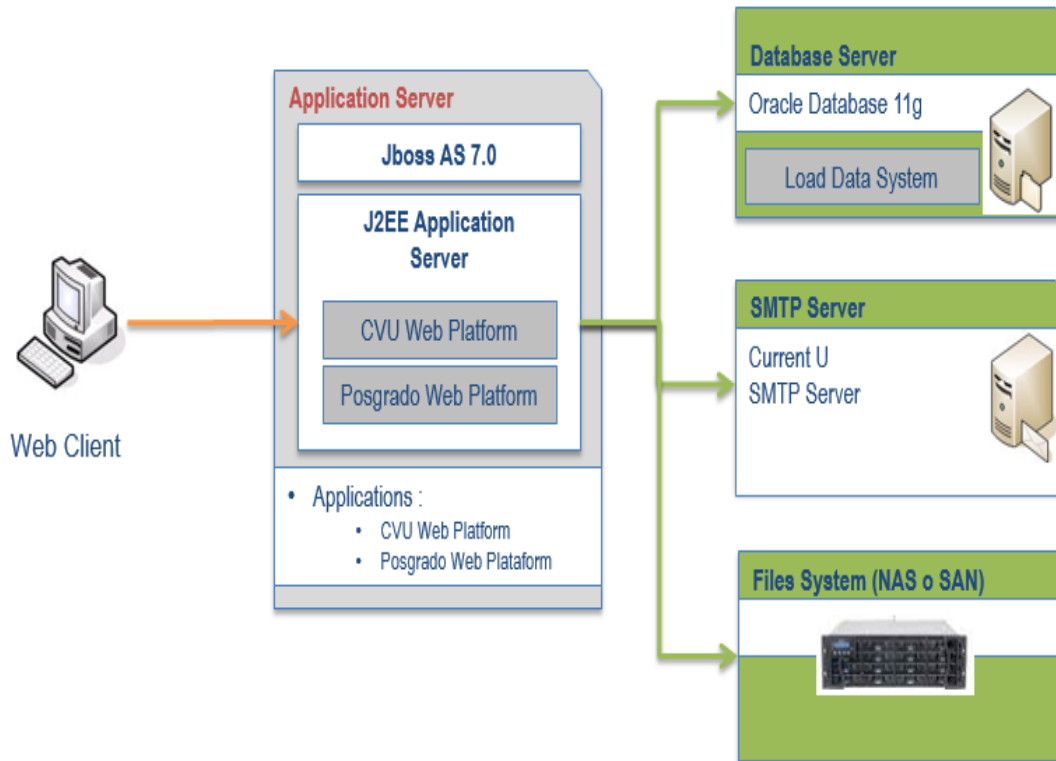 Web Client
Application Server
Jboss AS 7.0
J2EE Application
Server
CVU Web Platform
Posgrado Web Platform
• Applications :
• CVU Web Platform
• Posgrado Web Plataform
Database Server
Oracle Database 11g
Load Data System
SMTP Server
Current U
SMTP Server
Files System (NAS o SAN)